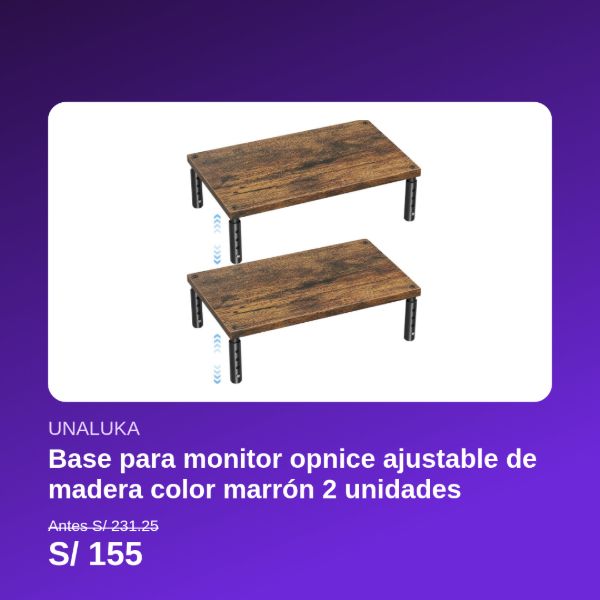 UNALUKA
Base para monitor opnice ajustable de
madera color marrón 2 unidades
Antes S/ 231.25
S/ 155